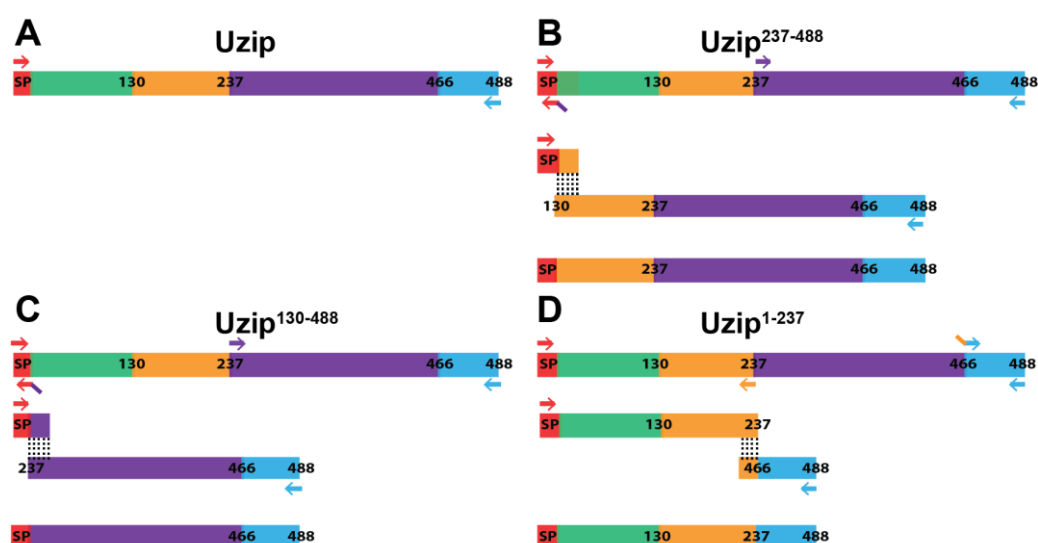 A
Uzip
SP 130 237 466 488
B
Uzip237-488
SP 130 237 466 488
SP
130 237 466 488
SP 237 466 488
C
Uzip130-488
SP 130 237 466 488
SP
237 466 488
SP 466 488
D
Uzip1-237
SP 130 237 466 488
SP 130 237
466 488
SP 130 237 488